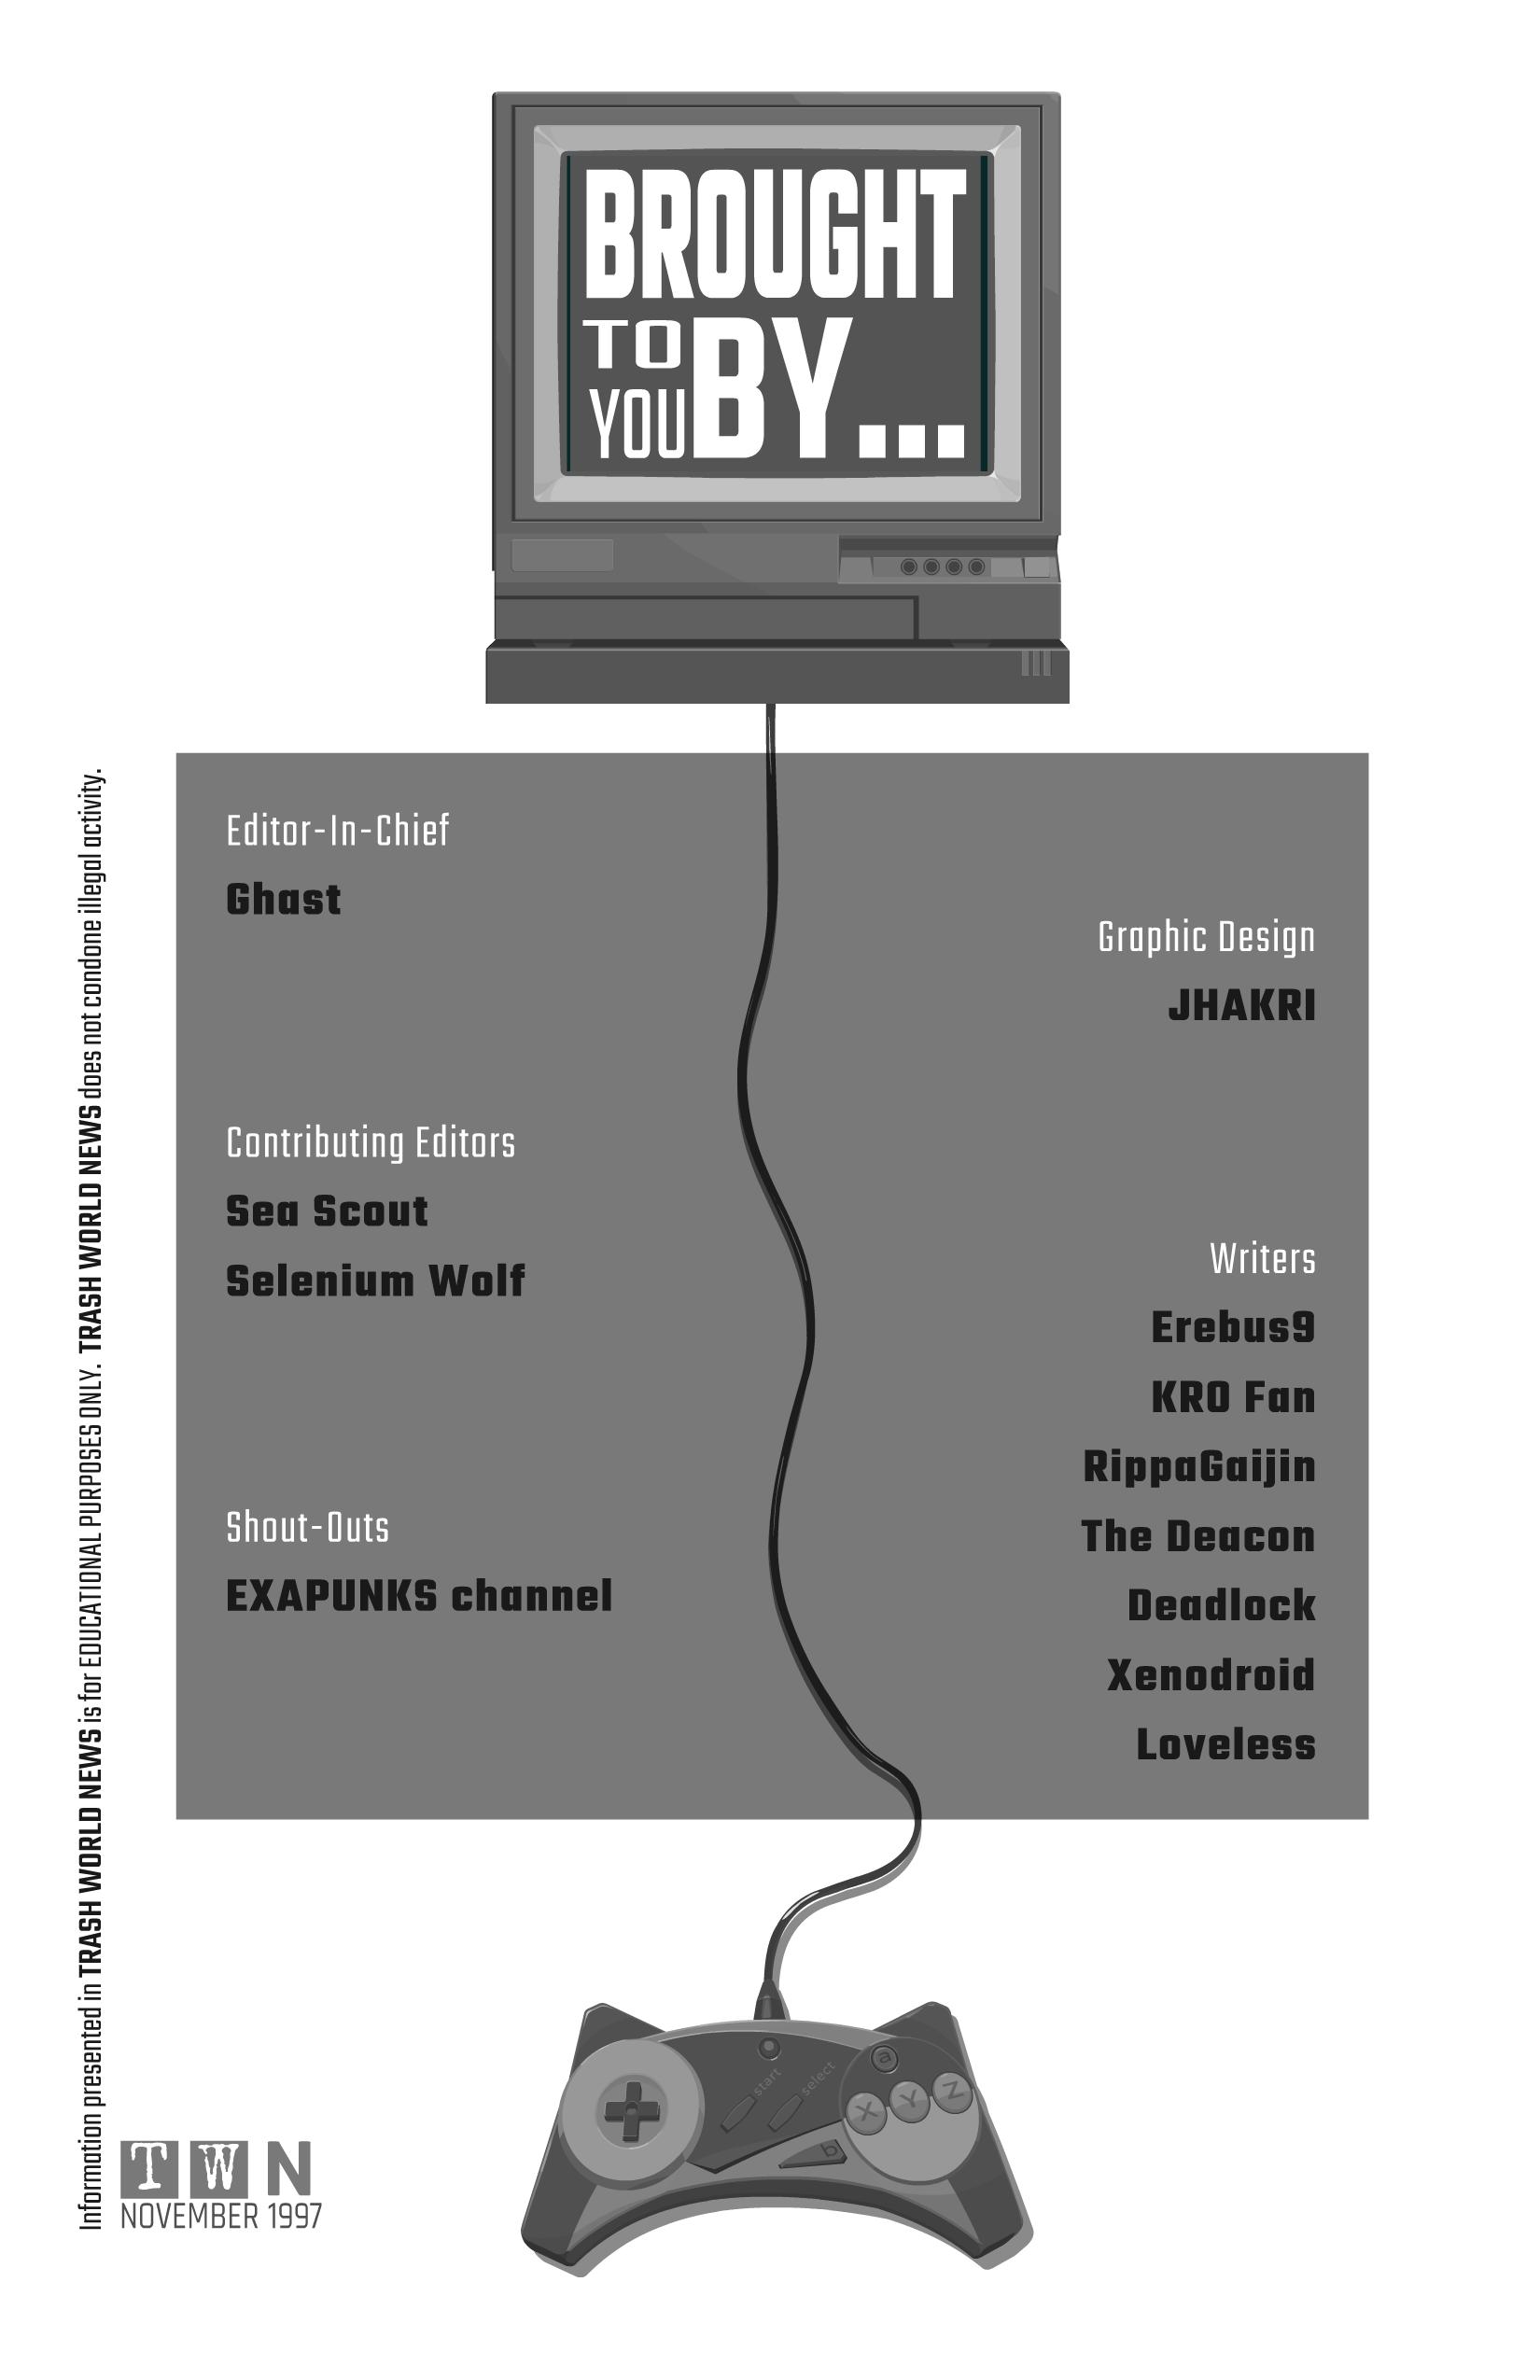 BROUGHT
TO
YOU BY...
Editor-In-Chief
Ghast
Graphic Design
JHAKRI
Contributing Editors
Sea Scout
Selenium Wolf
Writers
Erebus9
KRO Fan
RippaGaijin
The Deacon
Deadlock
Xenodroid
Loveless
Shout-Outs
EXAPUNKS channel
Information presented in TRASH WORLD NEWS is for EDUCATIONAL PURPOSES ONLY. TRASH WORLD NEWS does not condone illegal activity.
start
select
a
X
Y
Z
b
TWN
NOVEMBER 1997